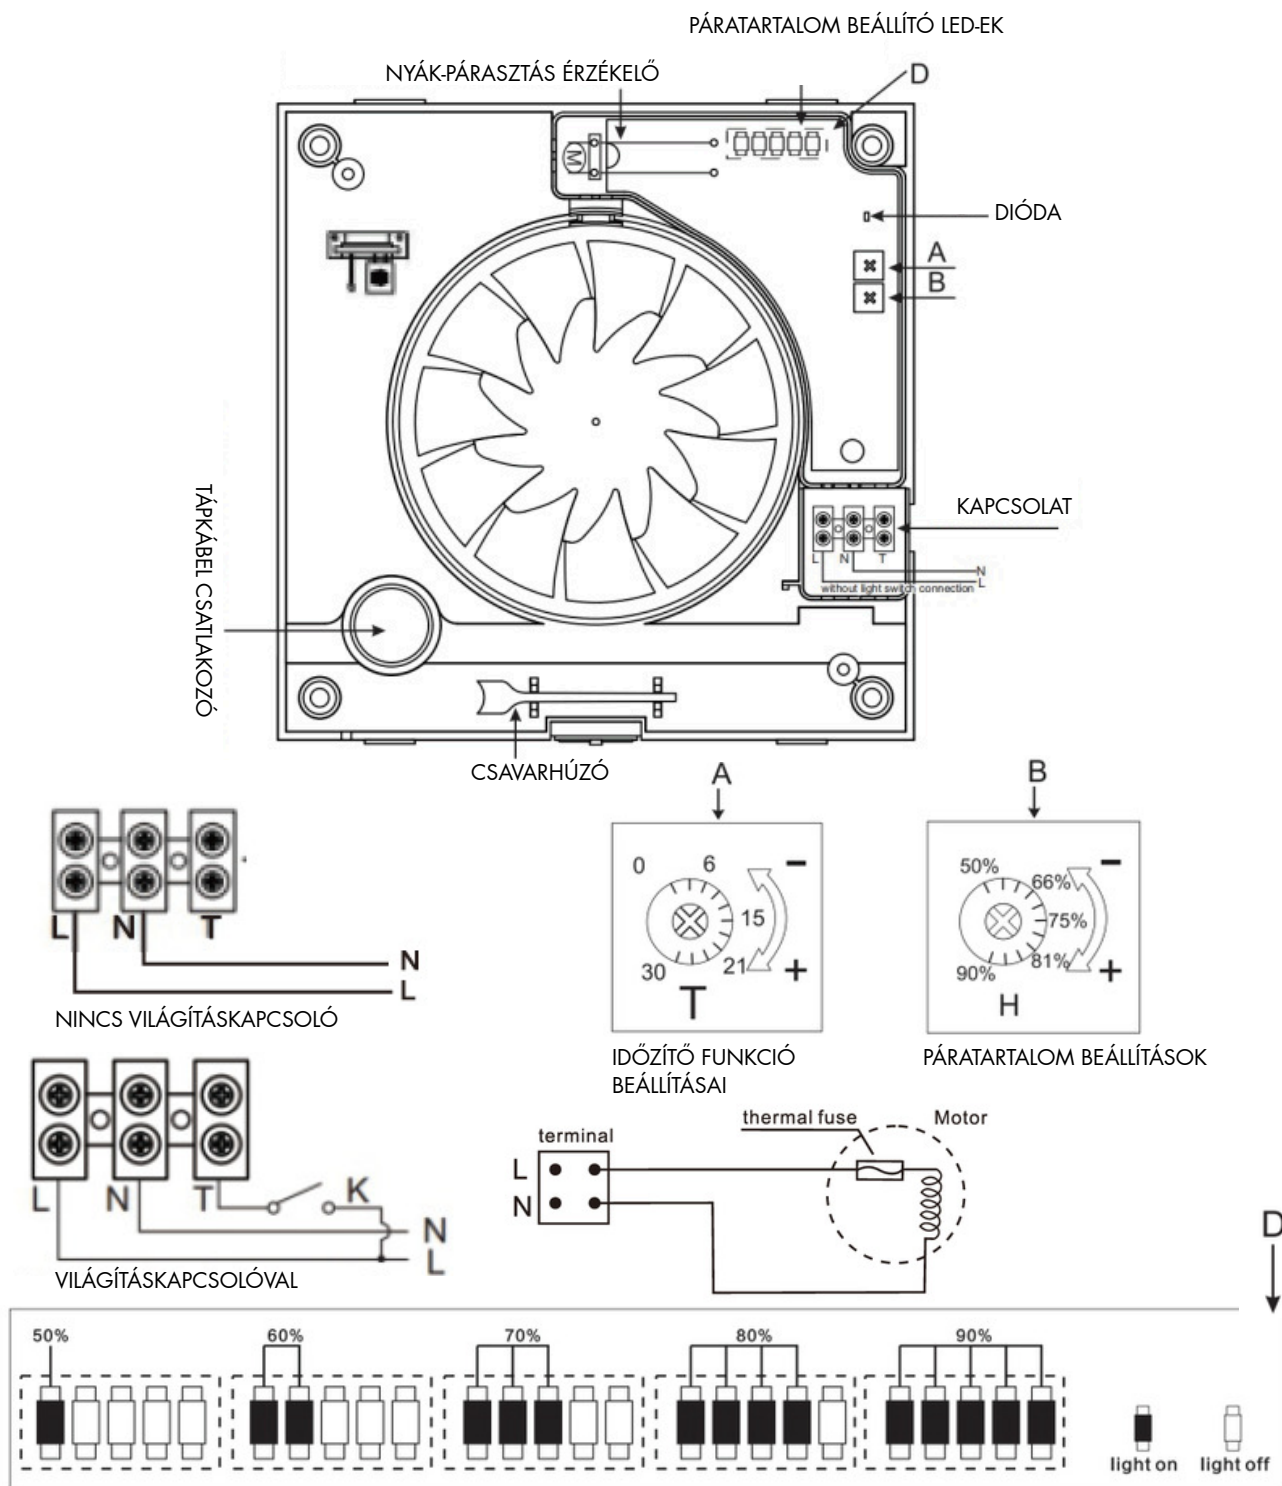 PÁRATARTALOM BEÁLLÍTÓ LED-EK
NYÁK-PÁRASZTÁS ÉRZÉKELŐ
D
M
DIÓDA
A
B
TÁPKÁBEL CSATLAKOZÓ
KAPCSOLAT
L N T
N
L
without light switch connection
CSAVARHÚZÓ
L N T
N
L
NINCS VILÁGÍTÁSKAPCSOLÓ
A
0 6 −
15
30 21 +
T
IDŐZÍTŐ FUNKCIÓ
BEÁLLÍTÁSAI
B
50% 66% −
75%
90% 81% +
H
PÁRATARTALOM BEÁLLÍTÁSOK
L N T K
N
L
VILÁGÍTÁSKAPCSOLÓVAL
thermal fuse Motor
terminal
L
N
D
50% 60% 70% 80% 90%
light on light off